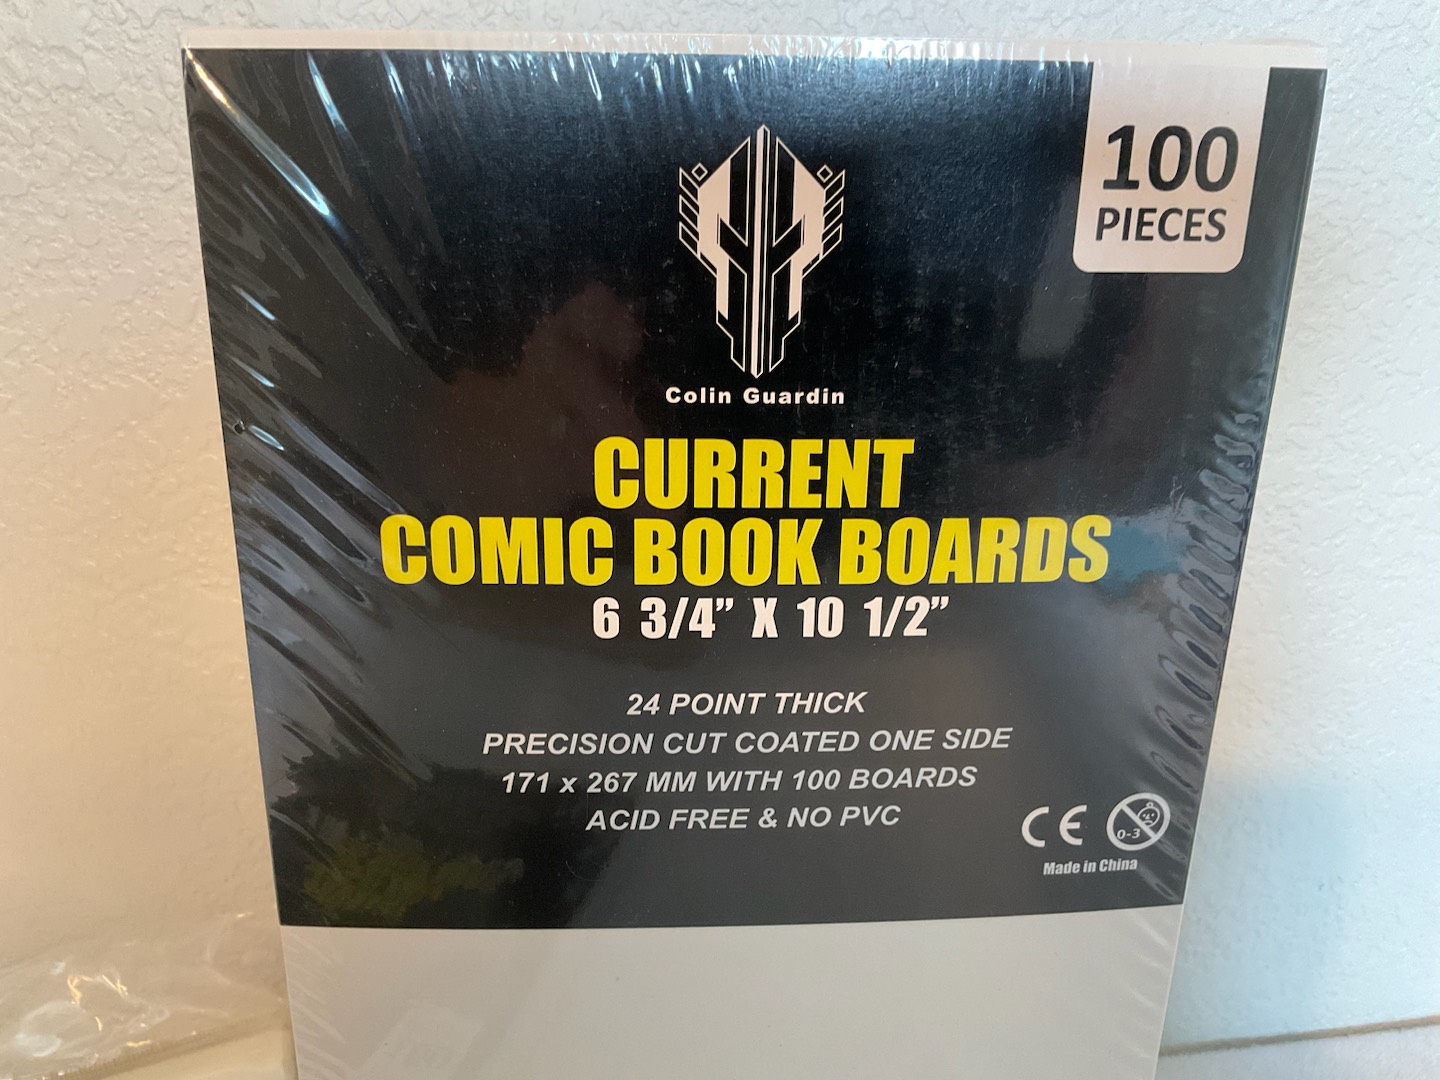 100
PIECES
Colin Guardin
CURRENT
COMIC BOOK BOARDS
6 3/4” X 10 1/2”
24 POINT THICK
PRECISION CUT COATED ONE SIDE
171 x 267 MM WITH 100 BOARDS
ACID FREE & NO PVC
CE
0-3
Made in China